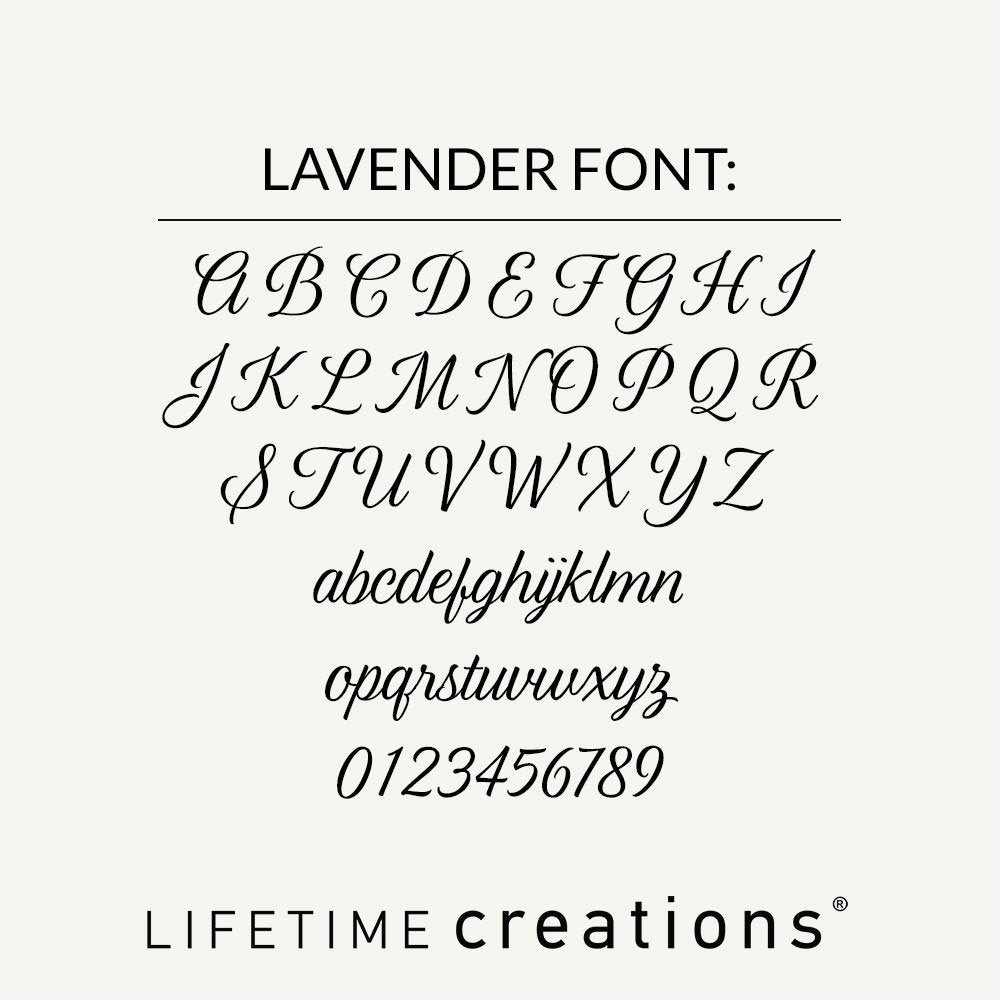 LAVENDER FONT:
A B C D E F G H I
J K L M N O P Q R
S T U V W X Y Z
abcdefghijklmn
opqrstuvwxyz
0123456789
LIFETIME creations®